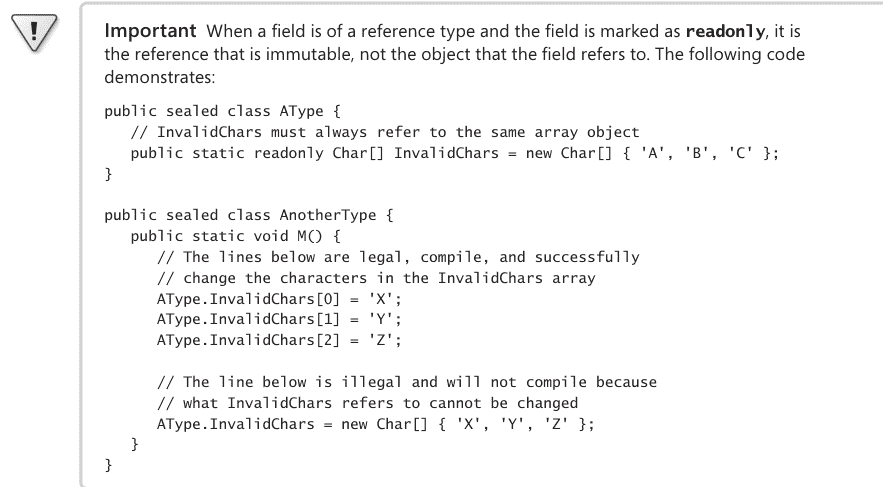 Important When a field is of a reference type and the field is marked as readonly, it is
the reference that is immutable, not the object that the field refers to. The following code
demonstrates:
public sealed class AType {
   // InvalidChars must always refer to the same array object
   public static readonly Char[] InvalidChars = new Char[] { 'A', 'B', 'C' };
}
public sealed class AnotherType {
   public static void M() {
      // The lines below are legal, compile, and successfully
      // change the characters in the InvalidChars array
      AType.InvalidChars[0] = 'X';
      AType.InvalidChars[1] = 'Y';
      AType.InvalidChars[2] = 'Z';
      // The line below is illegal and will not compile because
      // what InvalidChars refers to cannot be changed
      AType.InvalidChars = new Char[] { 'X', 'Y', 'Z' };
   }
}